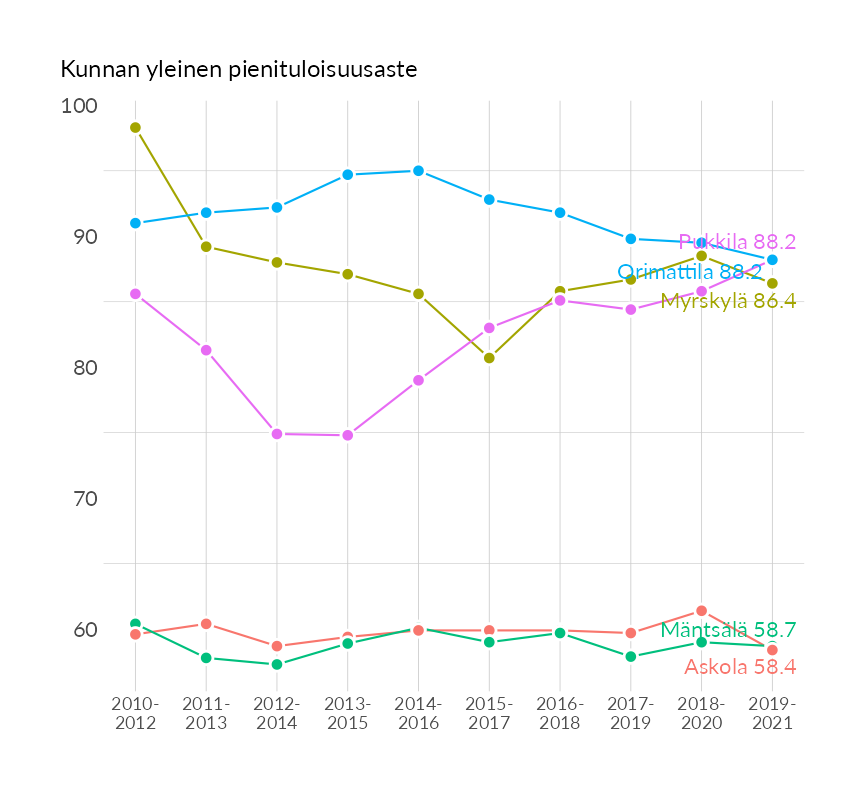 Kunnan yleinen pienituloisuusaste
100
90
80
70
60
Pukkila 88.2
Orimattila 88.2
Myrskylä 86.4
Mäntsälä 58.7
Askola 58.4
2010- 2011- 2012- 2013- 2014- 2015- 2016- 2017- 2018- 2019-
2012 2013 2014 2015 2016 2017 2018 2019 2020 2021